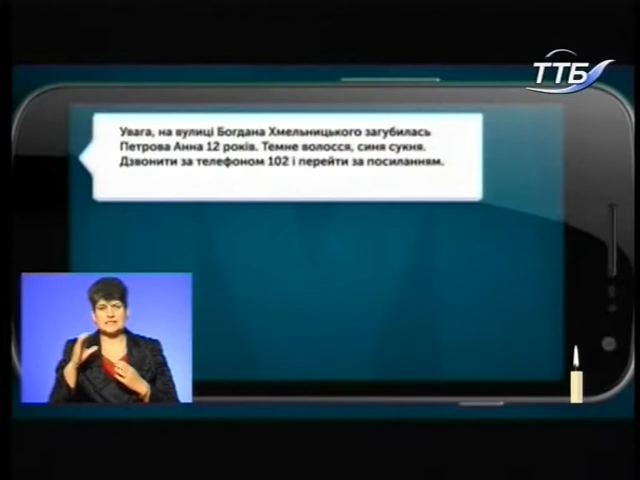 ТТБ
Увага, на вулиці Богдана Хмельницького загубилась
Петрова Анна 12 років. Темне волосся, синя сукня.
Дзвонити за телефоном 102 і перейти за посиланням.